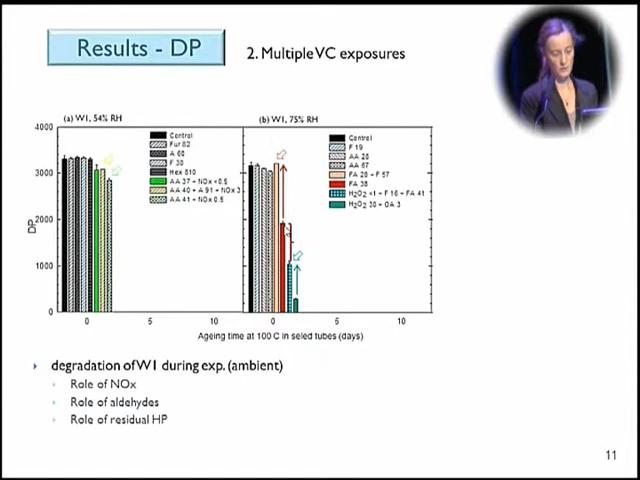 Results - DP
2. Multiple VC exposures
(a) W1, 54% RH
(b) W1, 75% RH
4000
3000
2000
1000
0
DP
Control
Fur 82
A 60
F 30
Hex 810
AA 37 + NOx <0.5
AA 40 + A 91 + NOx 3
AA 41 + NOx 0.5
Control
F 19
AA 28
AA 67
FA 28 + F 57
FA 38
H2O2 <1 + F 16 + FA 41
H2O2 30 + OA 3
0 5 10 0 5 10
Ageing time at 100 C in seled tubes (days)
degradation of W1 during exp. (ambient)
Role of NOx
Role of aldehydes
Role of residual HP
11